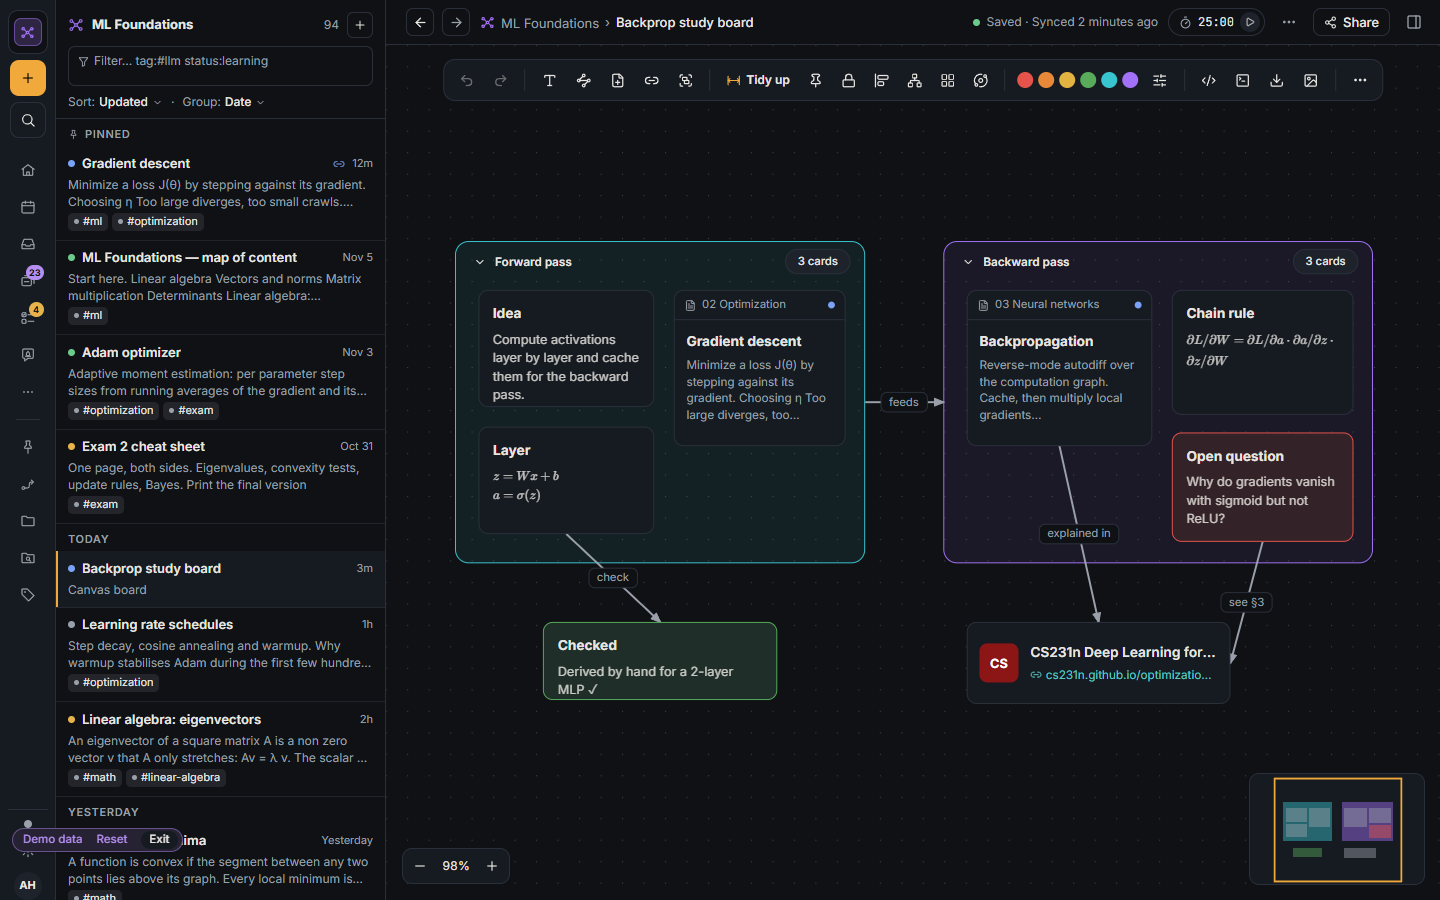 ML Foundations
94
Filter... tag:#llm status:learning
Sort: Updated · Group: Date
PINNED
Gradient descent
12m
Minimize a loss J(θ) by stepping against its gradient.
Choosing η Too large diverges, too small crawls....
#ml #optimization
ML Foundations — map of content
Nov 5
Start here. Linear algebra Vectors and norms Matrix
multiplication Determinants Linear algebra:...
#ml
Adam optimizer
Nov 3
Adaptive moment estimation: per parameter step
sizes from running averages of the gradient and its...
#optimization #exam
Exam 2 cheat sheet
Oct 31
One page, both sides. Eigenvalues, convexity tests,
update rules, Bayes. Print the final version
#exam
TODAY
Backprop study board
3m
Canvas board
Learning rate schedules
1h
Step decay, cosine annealing and warmup. Why
warmup stabilises Adam during the first few hundre...
#optimization
Linear algebra: eigenvectors
2h
An eigenvector of a square matrix A is a non zero
vector v that A only stretches: Av = λ v. The scalar ...
#math #linear-algebra
YESTERDAY
Yesterday
A function is convex if the segment between any two
points lies above its graph. Every local minimum is...
#math
23
4
Demo data Reset Exit
AH
ML Foundations › Backprop study board
Saved · Synced 2 minutes ago
25:00
Share
Tidy up
Forward pass
3 cards
Idea
Compute activations
layer by layer and cache
them for the backward
pass.
02 Optimization
Gradient descent
Minimize a loss J(θ) by
stepping against its
gradient. Choosing η Too
large diverges, too...
Layer
z = Wx + b
a = σ(z)
feeds
Backward pass
3 cards
03 Neural networks
Backpropagation
Reverse-mode autodiff over
the computation graph.
Cache, then multiply local
gradients...
Chain rule
∂L/∂W = ∂L/∂a · ∂a/∂z ·
∂z/∂W
Open question
Why do gradients vanish
with sigmoid but not
ReLU?
explained in
check
see §3
Checked
Derived by hand for a 2-layer
MLP ✓
CS
CS231n Deep Learning for...
cs231n.github.io/optimizatio...
98%